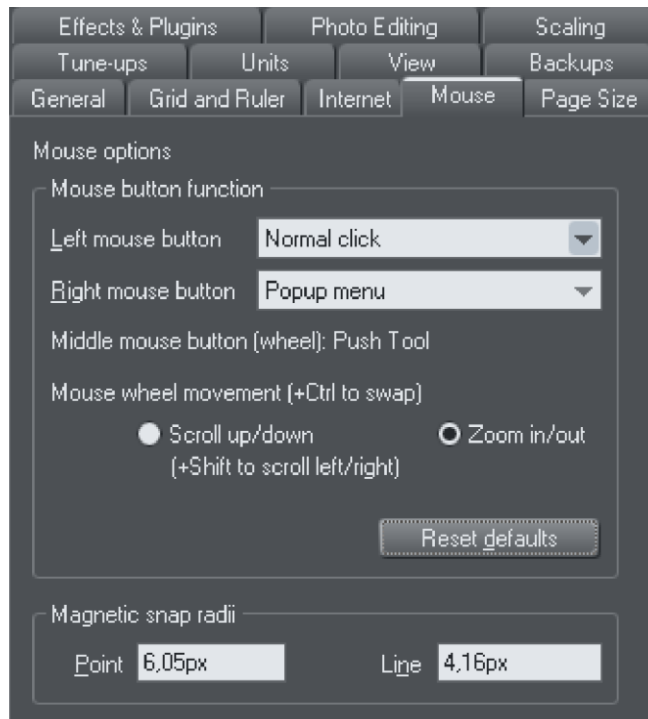 Effects & Plugins Photo Editing Scaling
Tune-ups Units View Backups
General Grid and Ruler Internet Mouse Page Size
Mouse options
Mouse button function
Left mouse button Normal click
Right mouse button Popup menu
Middle mouse button (wheel): Push Tool
Mouse wheel movement (+Ctrl to swap)
Scroll up/down Zoom in/out
(+Shift to scroll left/right)
Reset defaults
Magnetic snap radii
Point 6,05px Line 4,16px